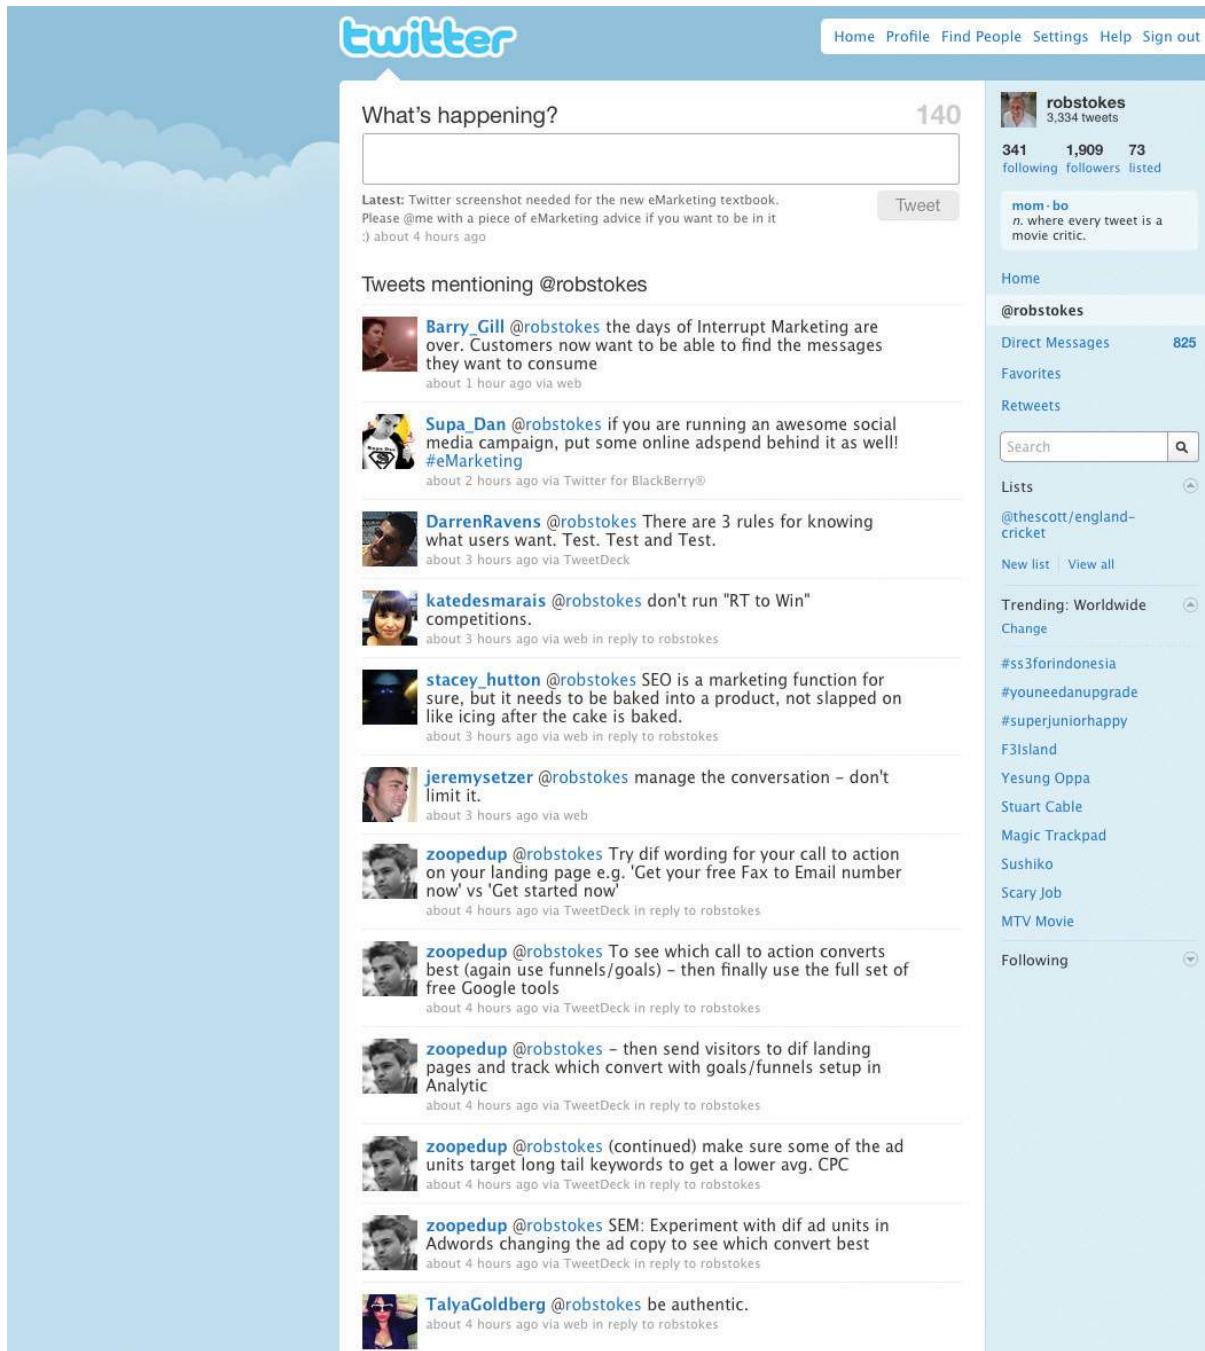 twitter
Home Profile Find People Settings Help Sign out
What's happening?
140
Latest: Twitter screenshot needed for the new eMarketing textbook.
Please @me with a piece of eMarketing advice if you want to be in it
:) about 4 hours ago
Tweet
Tweets mentioning @robstokes
Barry_Gill @robstokes the days of Interrupt Marketing are
over. Customers now want to be able to find the messages
they want to consume
about 1 hour ago via web
Supa_Dan @robstokes if you are running an awesome social
media campaign, put some online adspend behind it as well!
#eMarketing
about 2 hours ago via Twitter for BlackBerry®
DarrenRavens @robstokes There are 3 rules for knowing
what users want. Test. Test and Test.
about 3 hours ago via TweetDeck
katedesmarais @robstokes don't run "RT to Win"
competitions.
about 3 hours ago via web in reply to robstokes
stacey_hutton @robstokes SEO is a marketing function for
sure, but it needs to be baked into a product, not slapped on
like icing after the cake is baked.
about 3 hours ago via web in reply to robstokes
jeremysetzer @robstokes manage the conversation – don't
limit it.
about 3 hours ago via web
zoopedup @robstokes Try dif wording for your call to action
on your landing page e.g. 'Get your free Fax to Email number
now' vs 'Get started now'
about 4 hours ago via TweetDeck in reply to robstokes
zoopedup @robstokes To see which call to action converts
best (again use funnels/goals) – then finally use the full set of
free Google tools
about 4 hours ago via TweetDeck in reply to robstokes
zoopedup @robstokes – then send visitors to dif landing
pages and track which convert with goals/funnels setup in
Analytic
about 4 hours ago via TweetDeck in reply to robstokes
zoopedup @robstokes (continued) make sure some of the ad
units target long tail keywords to get a lower avg. CPC
about 4 hours ago via TweetDeck in reply to robstokes
zoopedup @robstokes SEM: Experiment with dif ad units in
Adwords changing the ad copy to see which convert best
about 4 hours ago via TweetDeck in reply to robstokes
TalyaGoldberg @robstokes be authentic.
about 4 hours ago via web in reply to robstokes
robstokes
3,334 tweets
341 1,909 73
following followers listed
mom·bo
n. where every tweet is a
movie critic.
Home
@robstokes
Direct Messages 825
Favorites
Retweets
Search
Lists
@thescott/england-
cricket
New list View all
Trending: Worldwide
Change
#ss3forindonesia
#youneedanupgrade
#superjuniorhappy
F3Island
Yesung Oppa
Stuart Cable
Magic Trackpad
Sushiko
Scary Job
MTV Movie
Following